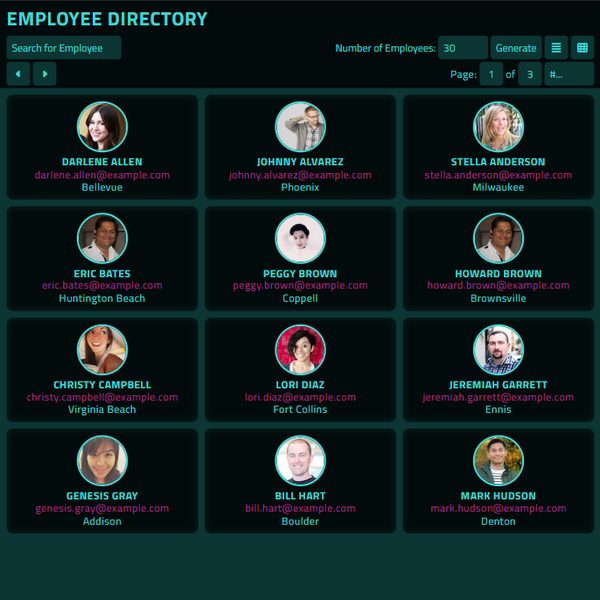 EMPLOYEE DIRECTORY
Search for Employee
Number of Employees: 30 Generate
Page: 1 of 3 #...
DARLENE ALLEN
darlene.allen@example.com
Bellevue
JOHNNY ALVAREZ
johnny.alvarez@example.com
Phoenix
STELLA ANDERSON
stella.anderson@example.com
Milwaukee
ERIC BATES
eric.bates@example.com
Huntington Beach
PEGGY BROWN
peggy.brown@example.com
Coppell
HOWARD BROWN
howard.brown@example.com
Brownsville
CHRISTY CAMPBELL
christy.campbell@example.com
Virginia Beach
LORI DIAZ
lori.diaz@example.com
Fort Collins
JEREMIAH GARRETT
jeremiah.garrett@example.com
Ennis
GENESIS GRAY
genesis.gray@example.com
Addison
BILL HART
bill.hart@example.com
Boulder
MARK HUDSON
mark.hudson@example.com
Denton